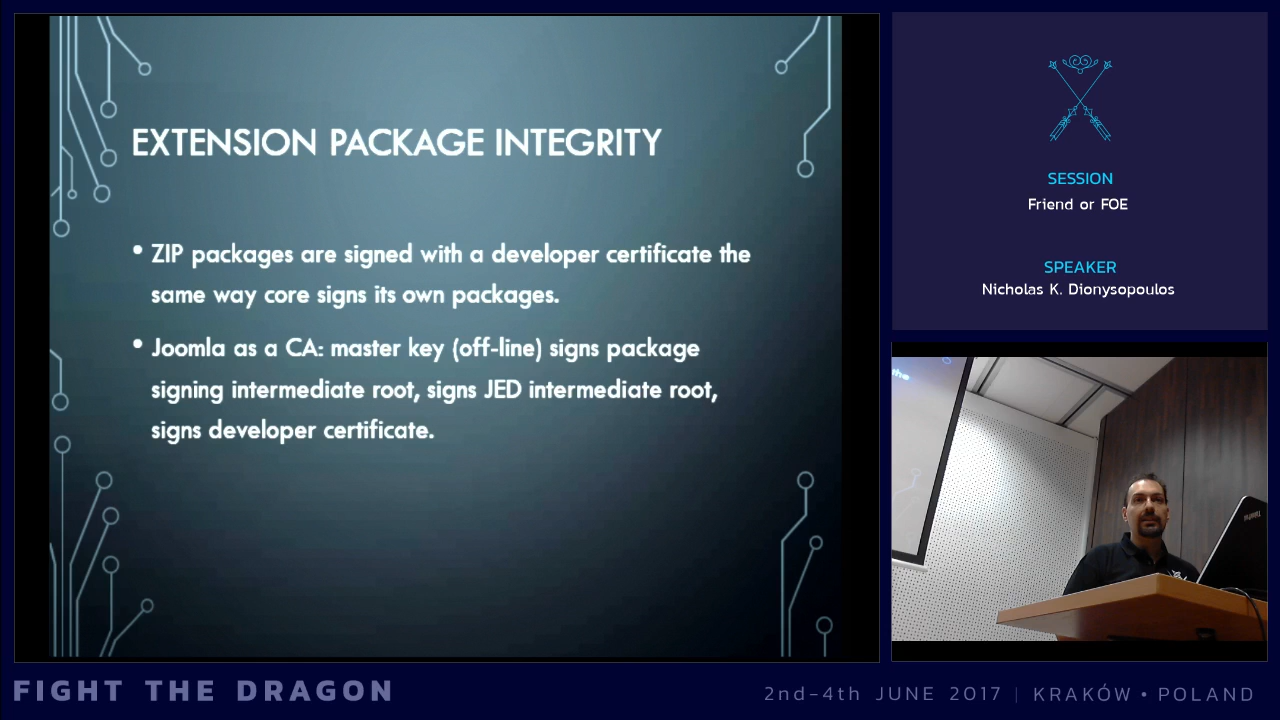 EXTENSION PACKAGE INTEGRITY
• ZIP packages are signed with a developer certificate the
same way core signs its own packages.
• Joomla as a CA: master key (off-line) signs package
signing intermediate root, signs JED intermediate root,
signs developer certificate.
SESSION
Friend or FOE
SPEAKER
Nicholas K. Dionysopoulos
the
ThinkPad
FIGHT THE DRAGON
2nd-4th JUNE 2017 | KRAKÓW • POLAND